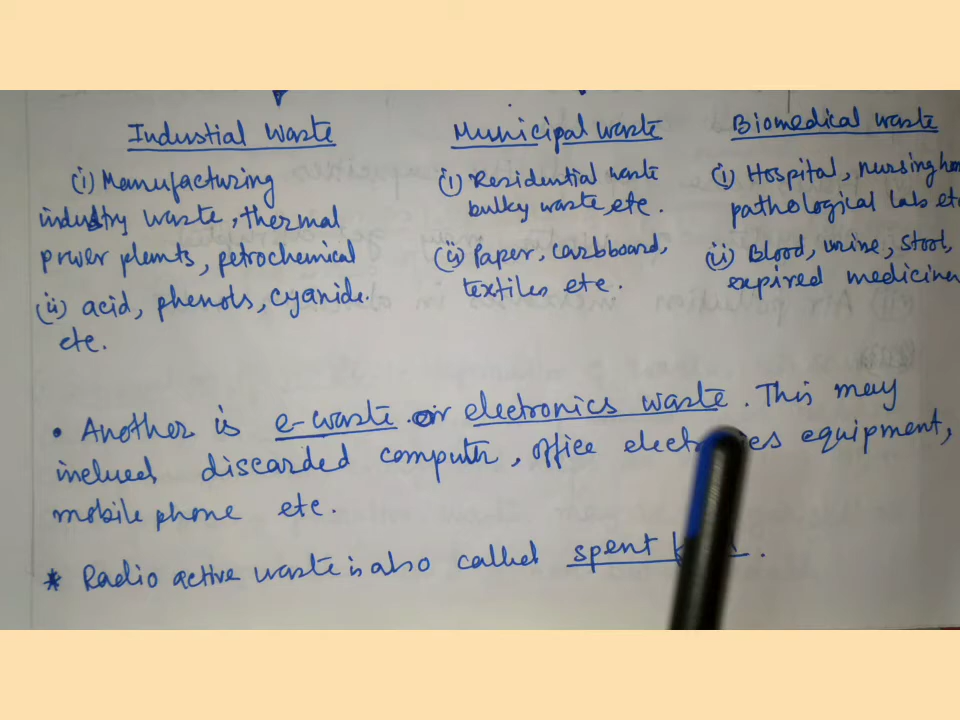 Industial waste
(i) Manufacturing
industry waste, thermal
power plants, petrochemical
(ii) acid, phenols, cyanide.
etc.
Municipal waste
(i) Residential waste
bulky waste, etc.
(ii) Paper, cardboard,
textiles etc.
Biomedical waste
(i) Hospital, nursing
pathological lab etc
(ii) Blood, urine, stool,
expired medicine
• Another is e-waste or electronics waste. This may
discarded computer, office equipment,
mobile phone etc.
* Radio active waste is also called spent